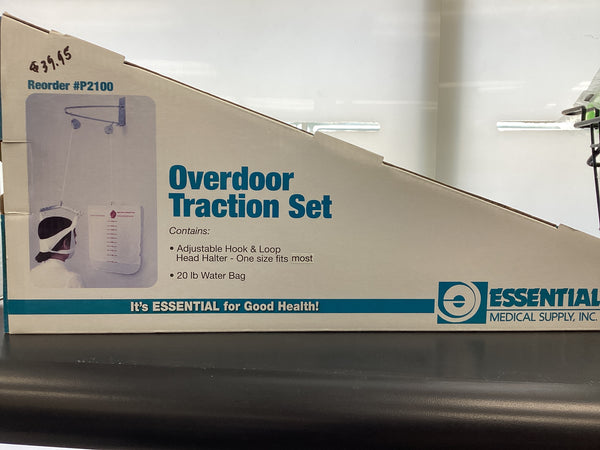 $39.95
Reorder #P2100
Overdoor
Traction Set
Contains:
• Adjustable Hook & Loop
Head Halter - One size fits most
• 20 lb Water Bag
It's ESSENTIAL for Good Health!
ESSENTIAL
MEDICAL SUPPLY, INC.